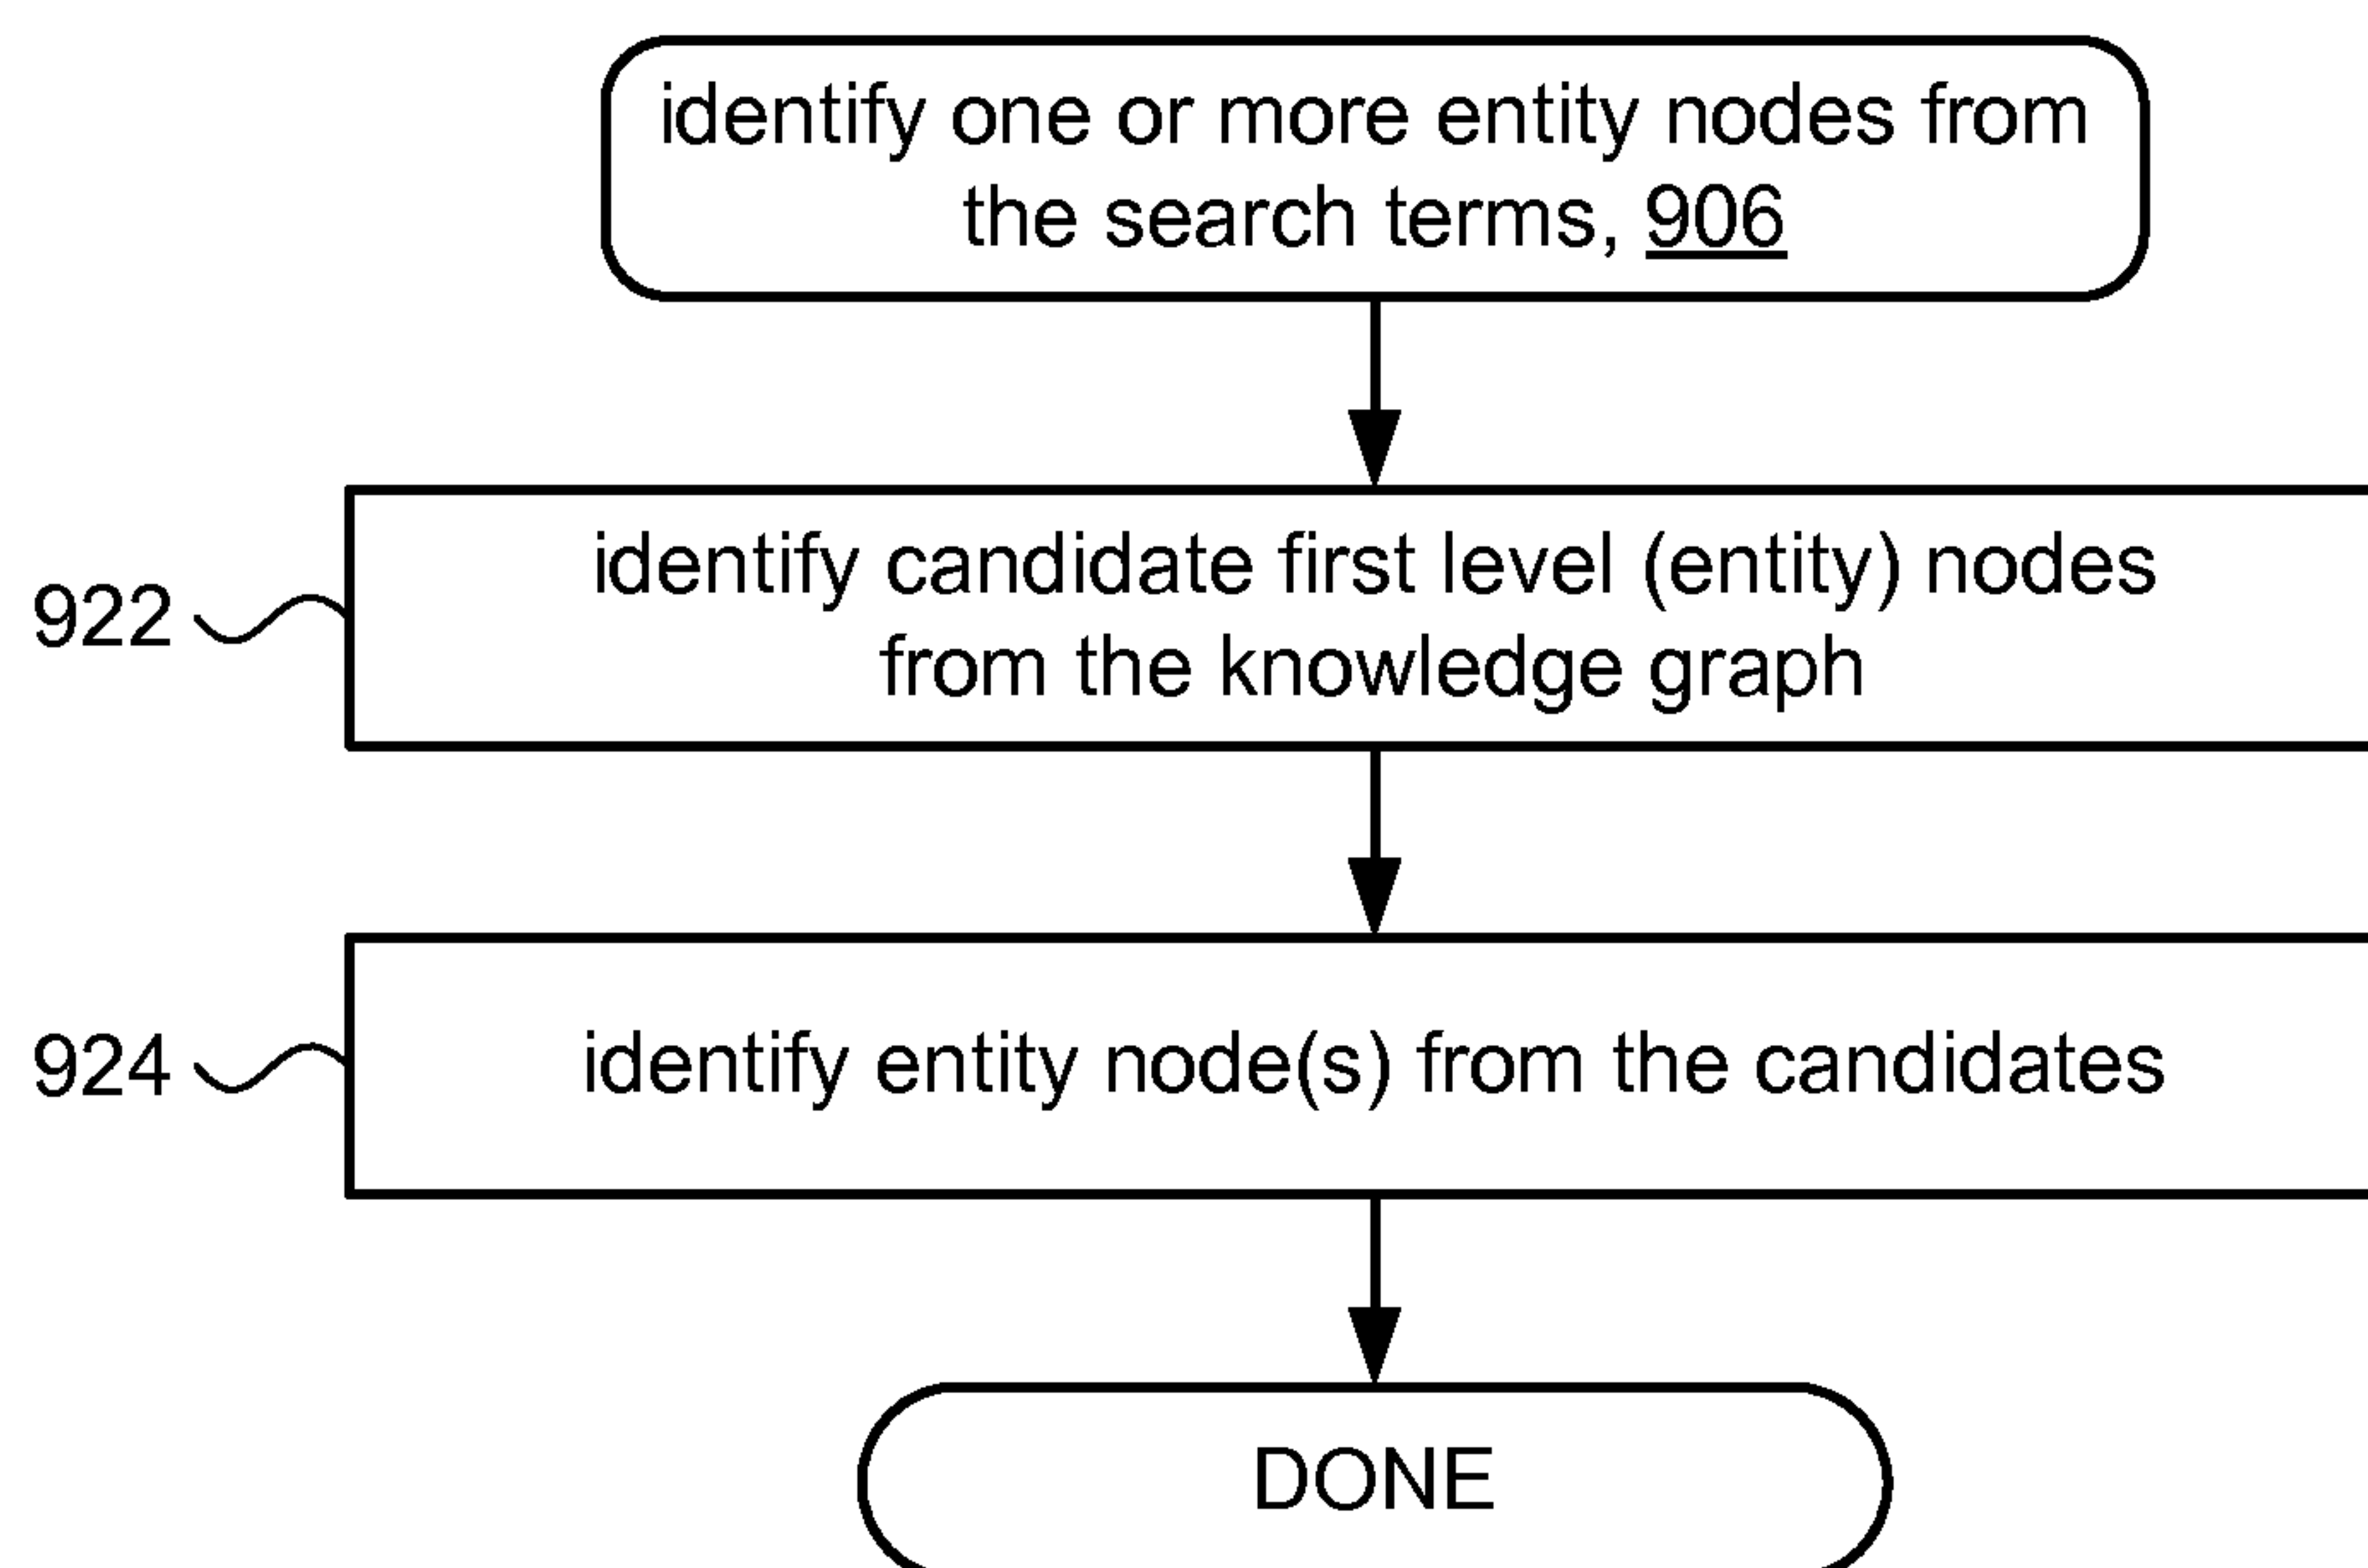 identify one or more entity nodes from
the search terms, 906
identify candidate first level (entity) nodes
from the knowledge graph
922
identify entity node(s) from the candidates
924
DONE